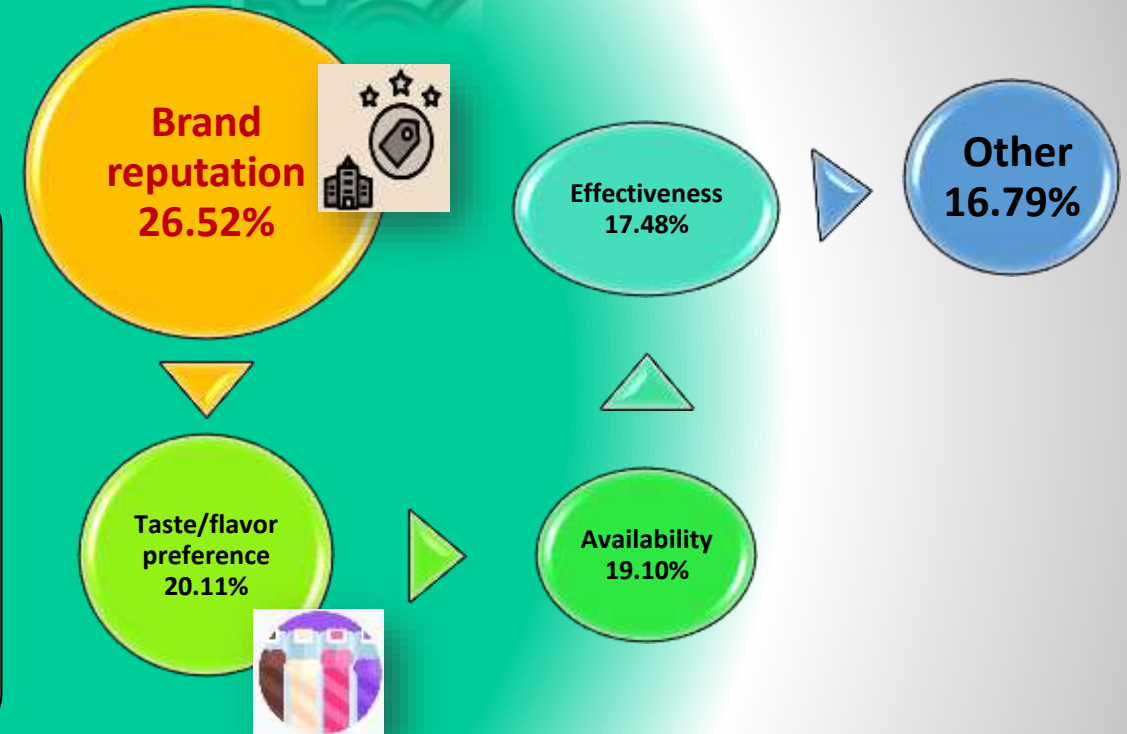 Brand
reputation
26.52%
Taste/flavor
preference
20.11%
Availability
19.10%
Effectiveness
17.48%
Other
16.79%